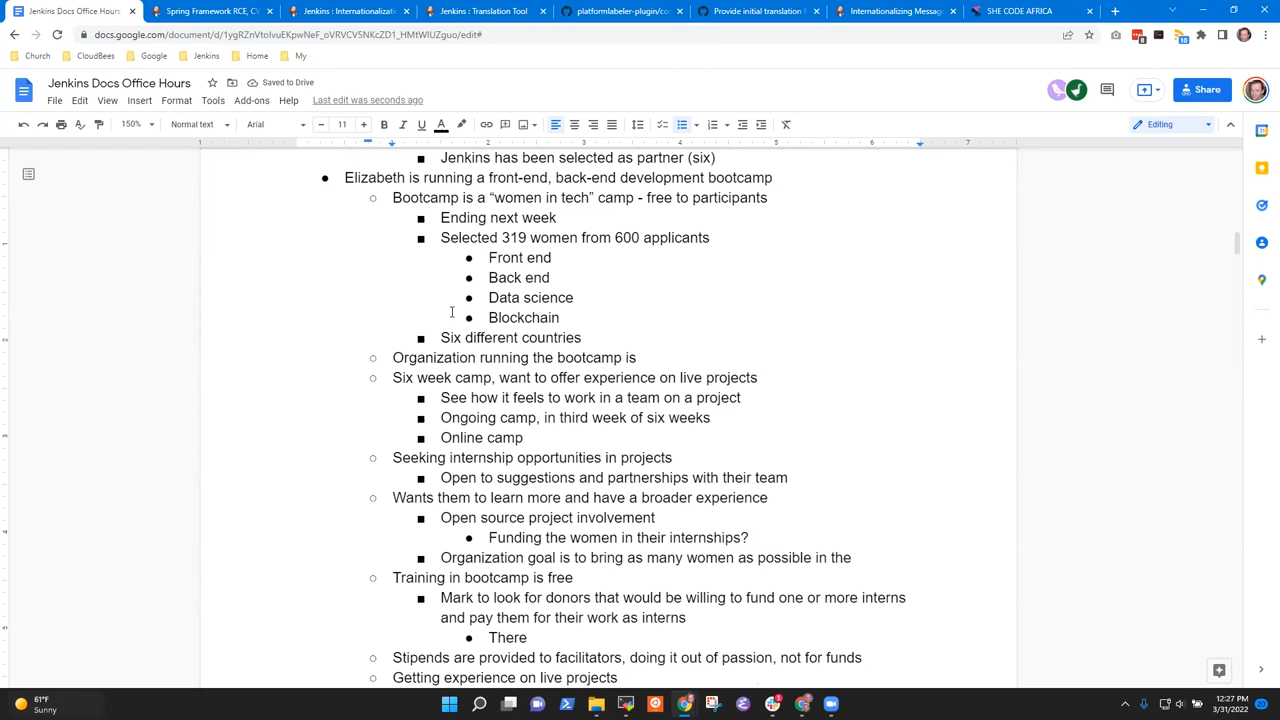 Jenkins Docs Office Hours
Spring Framework RCE, CV
Jenkins : Internationalizati
Jenkins : Translation Tool
platformlabeler-plugin/con
Provide initial translation f
Internationalizing Messag
SHE CODE AFRICA
docs.google.com/document/d/1ygRZnVtoIvuEKpwNeF_oVRVCV5NKcZD1_HMtWIUZguo/edit#
Church
CloudBees
Google
Jenkins
Home
My
Jenkins Docs Office Hours
Saved to Drive
File Edit View Insert Format Tools Add-ons Help Last edit was seconds ago
Share
150% Normal text Arial 11
Editing
Jenkins has been selected as partner (six)
Elizabeth is running a front-end, back-end development bootcamp
Bootcamp is a “women in tech” camp - free to participants
Ending next week
Selected 319 women from 600 applicants
Front end
Back end
Data science
Blockchain
Six different countries
Organization running the bootcamp is
Six week camp, want to offer experience on live projects
See how it feels to work in a team on a project
Ongoing camp, in third week of six weeks
Online camp
Seeking internship opportunities in projects
Open to suggestions and partnerships with their team
Wants them to learn more and have a broader experience
Open source project involvement
Funding the women in their internships?
Organization goal is to bring as many women as possible in the
Training in bootcamp is free
Mark to look for donors that would be willing to fund one or more interns
and pay them for their work as interns
There
Stipends are provided to facilitators, doing it out of passion, not for funds
Getting experience on live projects
61°F
Sunny
12:27 PM
3/31/2022